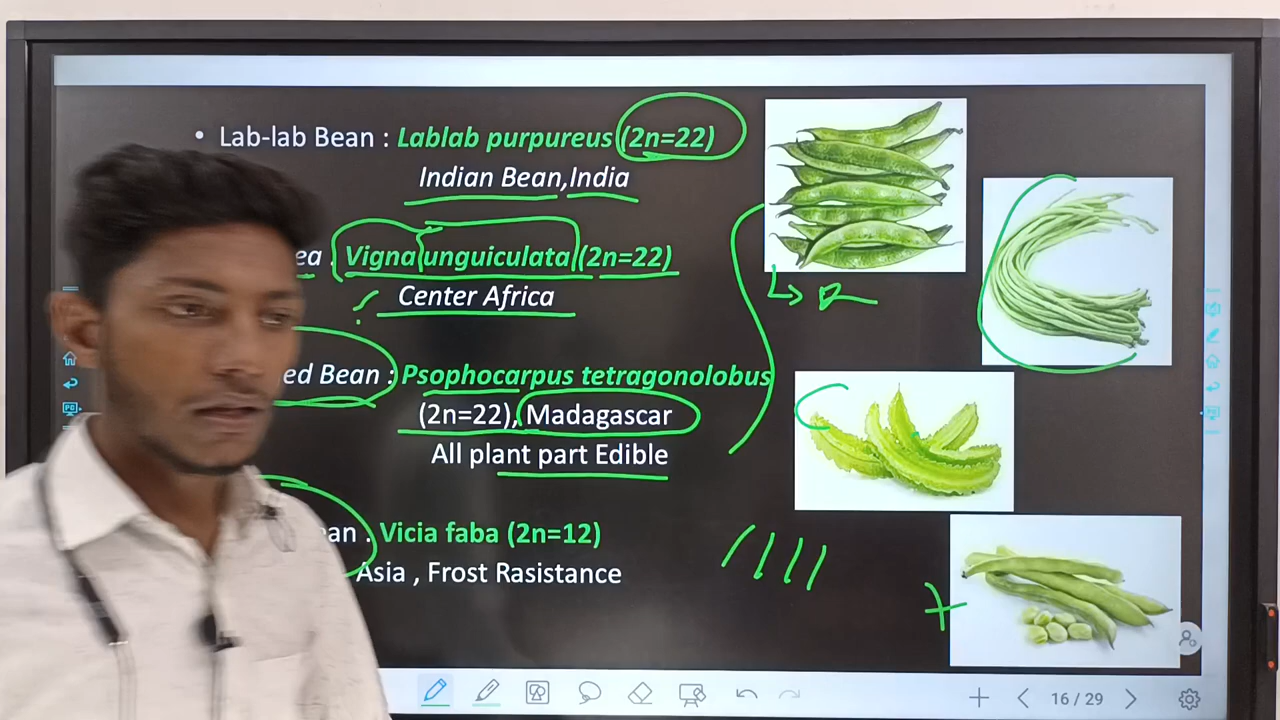 • Lab-lab Bean : Lablab purpureus (2n=22)
Indian Bean,India
ea : Vigna unguiculata (2n=22)
Center Africa
ed Bean : Psophocarpus tetragonolobus
(2n=22), Madagascar
All plant part Edible
ean : Vicia faba (2n=12)
Asia , Frost Rasistance
16 / 29